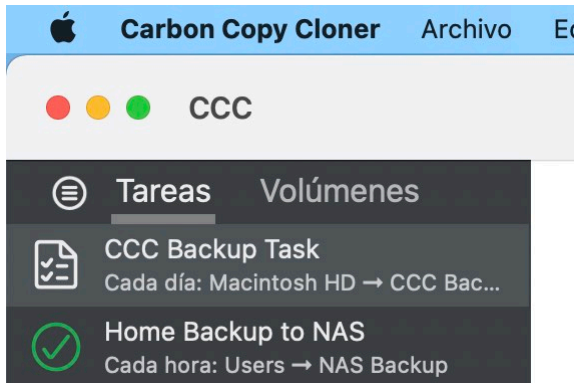 Carbon Copy Cloner Archivo
CCC
Tareas Volúmenes
CCC Backup Task
Cada día: Macintosh HD → CCC Bac...
Home Backup to NAS
Cada hora: Users → NAS Backup